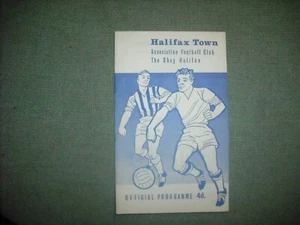 Halifax Town
Association Football Club
The Shay Halifax
OFFICIAL PROGRAMME 4d.